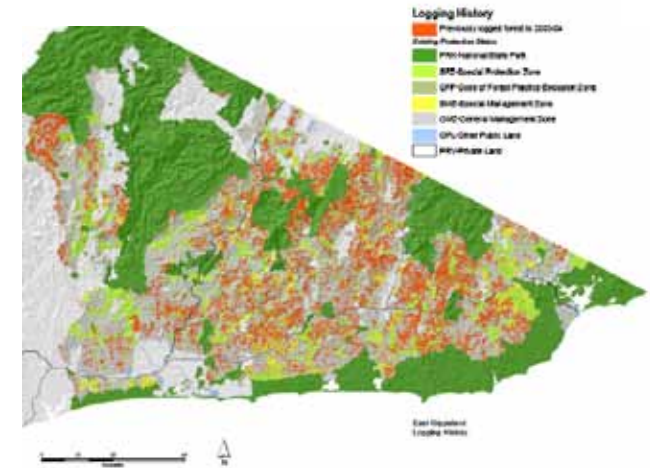 Logging History
Previously logged forest to 2003/04
Existing Protection Status
PRK-National/State Park
SPZ-Special Protection Zone
CFP-Code of Forest Practice Exclusion Zone
SMZ-Special Management Zone
GMZ-General Management Zone
OPL-Other Public Land
PRV-Private Land
East Gippsland
Logging History
N